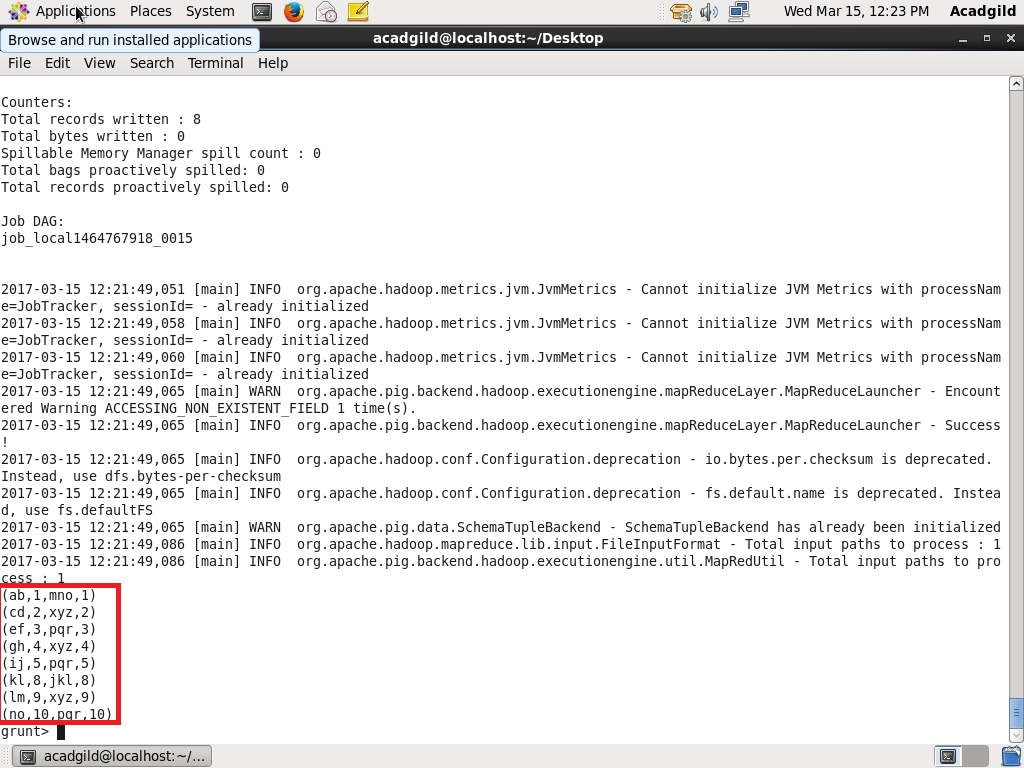 Applications Places System Wed Mar 15, 12:23 PM Acadgild
Browse and run installed applications
acadgild@localhost:~/Desktop
File Edit View Search Terminal Help
Counters:
Total records written : 8
Total bytes written : 0
Spillable Memory Manager spill count : 0
Total bags proactively spilled: 0
Total records proactively spilled: 0
Job DAG:
job_local1464767918_0015
2017-03-15 12:21:49,051 [main] INFO  org.apache.hadoop.metrics.jvm.JvmMetrics - Cannot initialize JVM Metrics with processNam
e=JobTracker, sessionId= - already initialized
2017-03-15 12:21:49,058 [main] INFO  org.apache.hadoop.metrics.jvm.JvmMetrics - Cannot initialize JVM Metrics with processNam
e=JobTracker, sessionId= - already initialized
2017-03-15 12:21:49,060 [main] INFO  org.apache.hadoop.metrics.jvm.JvmMetrics - Cannot initialize JVM Metrics with processNam
e=JobTracker, sessionId= - already initialized
2017-03-15 12:21:49,065 [main] WARN  org.apache.pig.backend.hadoop.executionengine.mapReduceLayer.MapReduceLauncher - Encount
ered Warning ACCESSING_NON_EXISTENT_FIELD 1 time(s).
2017-03-15 12:21:49,065 [main] INFO  org.apache.pig.backend.hadoop.executionengine.mapReduceLayer.MapReduceLauncher - Success
!
2017-03-15 12:21:49,065 [main] INFO  org.apache.hadoop.conf.Configuration.deprecation - io.bytes.per.checksum is deprecated.
Instead, use dfs.bytes-per-checksum
2017-03-15 12:21:49,065 [main] INFO  org.apache.hadoop.conf.Configuration.deprecation - fs.default.name is deprecated. Instea
d, use fs.defaultFS
2017-03-15 12:21:49,065 [main] WARN  org.apache.pig.data.SchemaTupleBackend - SchemaTupleBackend has already been initialized
2017-03-15 12:21:49,086 [main] INFO  org.apache.hadoop.mapreduce.lib.input.FileInputFormat - Total input paths to process : 1
2017-03-15 12:21:49,086 [main] INFO  org.apache.pig.backend.hadoop.executionengine.util.MapRedUtil - Total input paths to pro
cess : 1
(ab,1,mno,1)
(cd,2,xyz,2)
(ef,3,pqr,3)
(gh,4,xyz,4)
(ij,5,pqr,5)
(kl,8,jkl,8)
(lm,9,xyz,9)
(no,10,pqr,10)
grunt>
acadgild@localhost:~/...